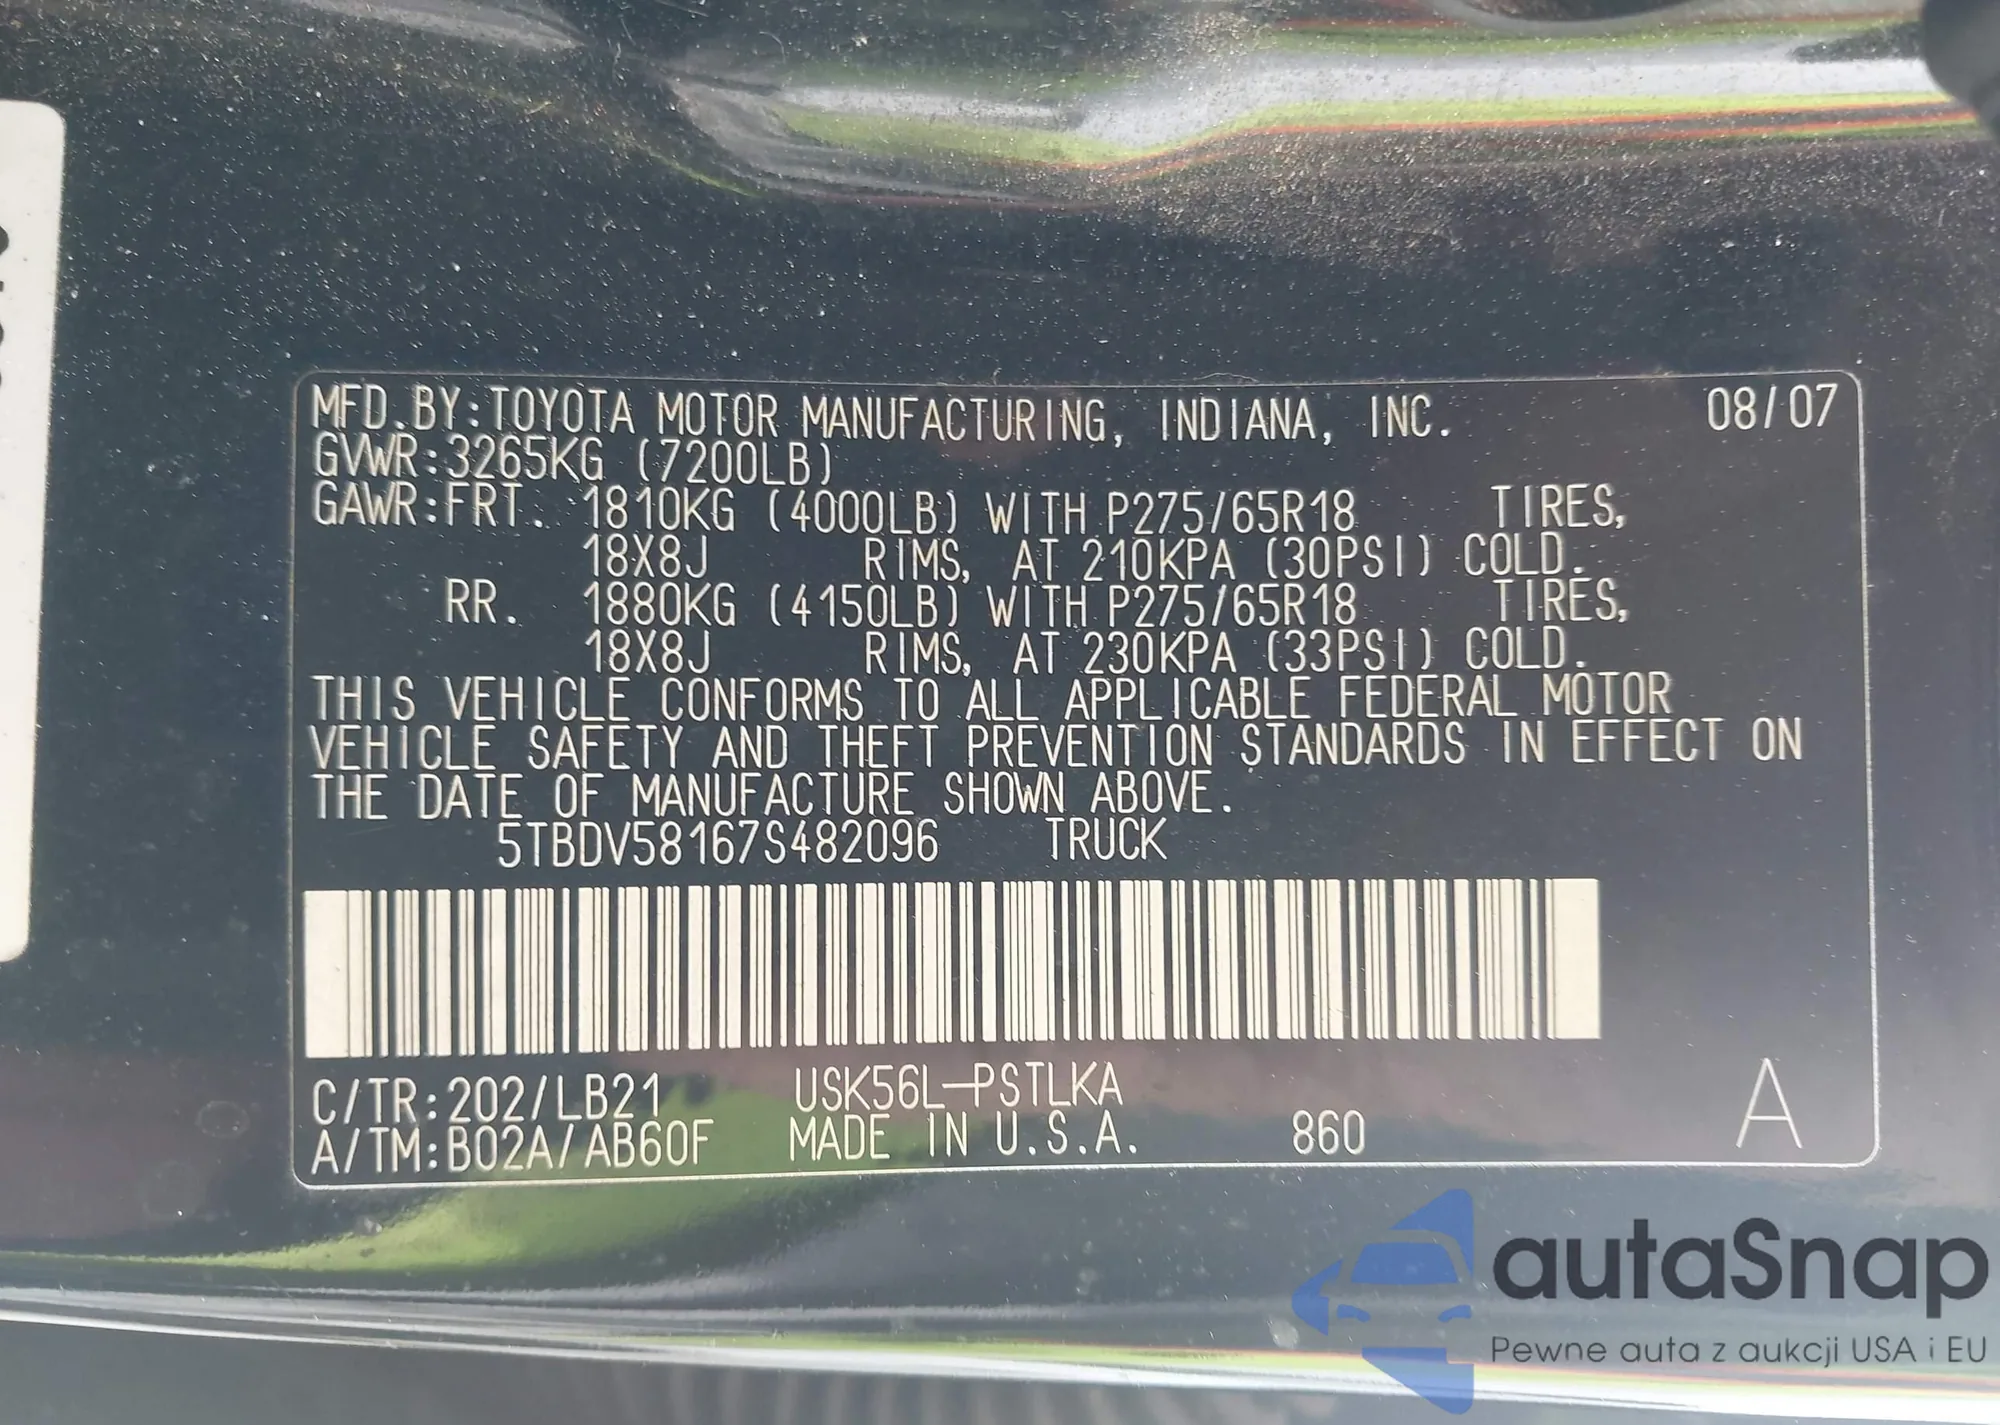 MFD.BY:TOYOTA MOTOR MANUFACTURING, INDIANA, INC. 08/07
GVWR:3265KG (7200LB)
GAWR:FRT. 1810KG (4000LB) WITH P275/65R18 TIRES,
18X8J RIMS, AT 210KPA (30PSI) COLD.
RR. 1880KG (4150LB) WITH P275/65R18 TIRES,
18X8J RIMS, AT 230KPA (33PSI) COLD.
THIS VEHICLE CONFORMS TO ALL APPLICABLE FEDERAL MOTOR
VEHICLE SAFETY AND THEFT PREVENTION STANDARDS IN EFFECT ON
THE DATE OF MANUFACTURE SHOWN ABOVE.
5TBDV58167S482096 TRUCK
C/TR:202/LB21 USK56L-PSTLKA
A/TM:B02A/AB60F MADE IN U.S.A. 860 A
autaSnap
Pewne auta z aukcji USA i EU